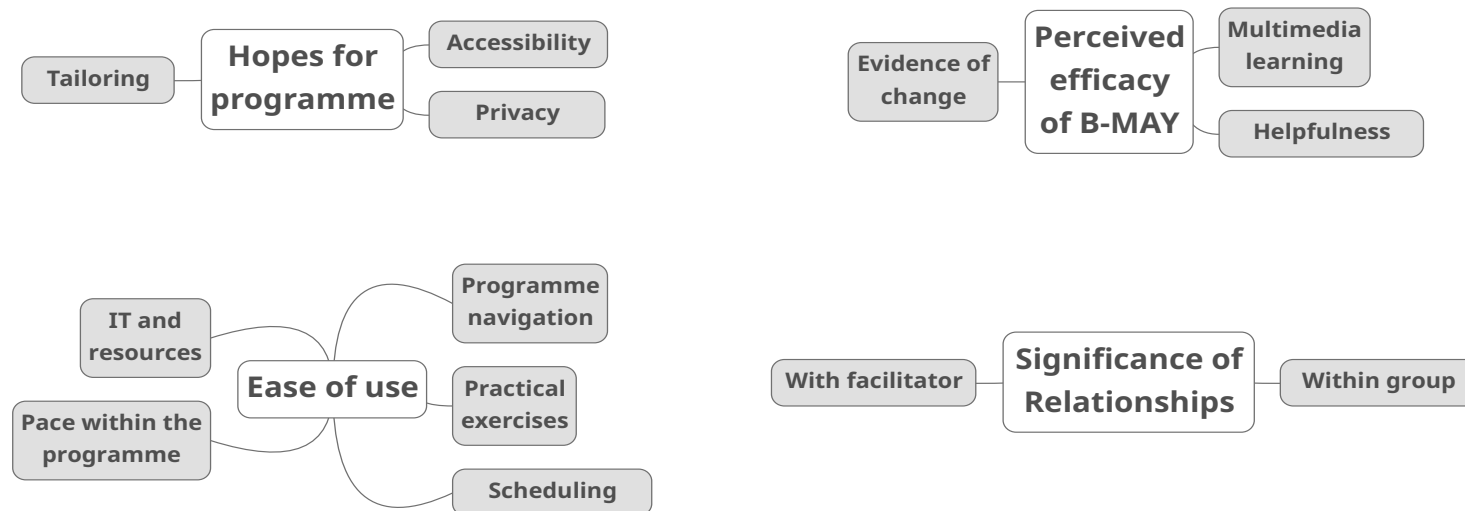 Tailoring
Hopes for
programme
Accessibility
Privacy
Evidence of
change
Perceived
efficacy
of B-MAY
Multimedia
learning
Helpfulness
IT and
resources
Pace within the
programme
Ease of use
Programme
navigation
Practical
exercises
Scheduling
With facilitator
Significance of
Relationships
Within group